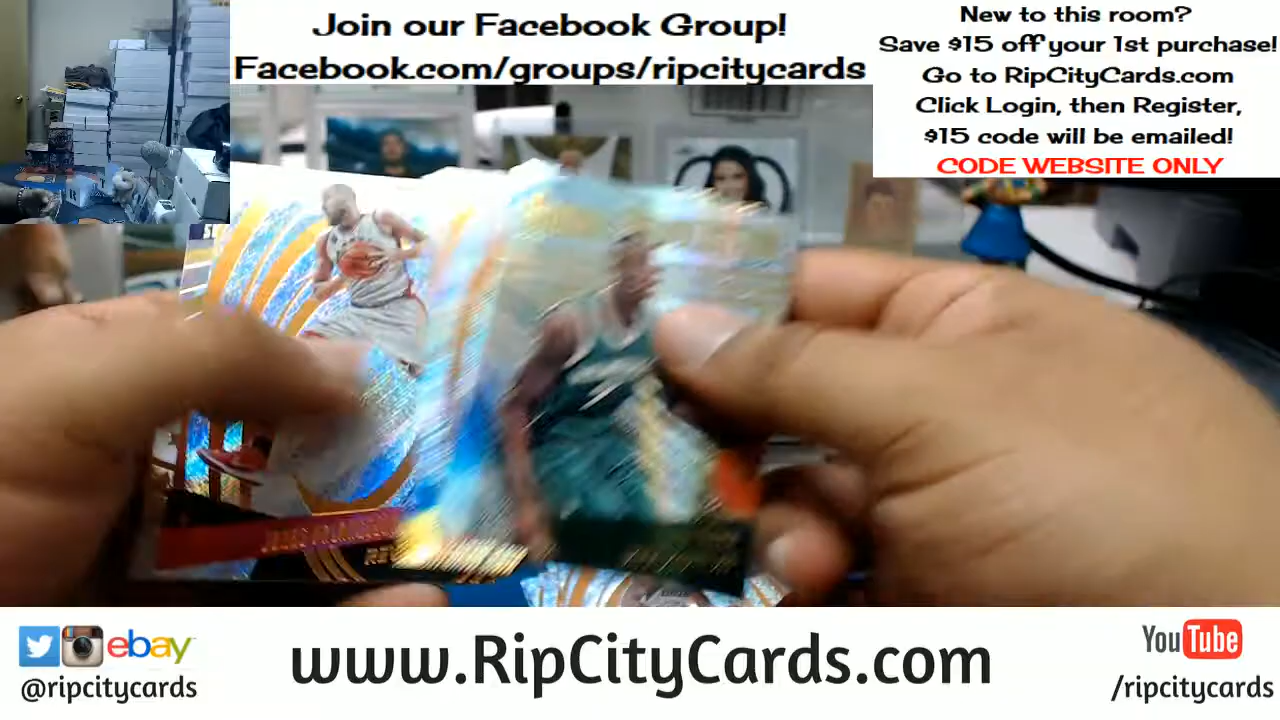 Join our Facebook Group!
Facebook.com/groups/ripcitycards
New to this room?
Save $15 off your 1st purchase!
Go to RipCityCards.com
Click Login, then Register,
$15 code will be emailed!
CODE WEBSITE ONLY
ebay
@ripcitycards
www.RipCityCards.com
YouTube
/ripcitycards